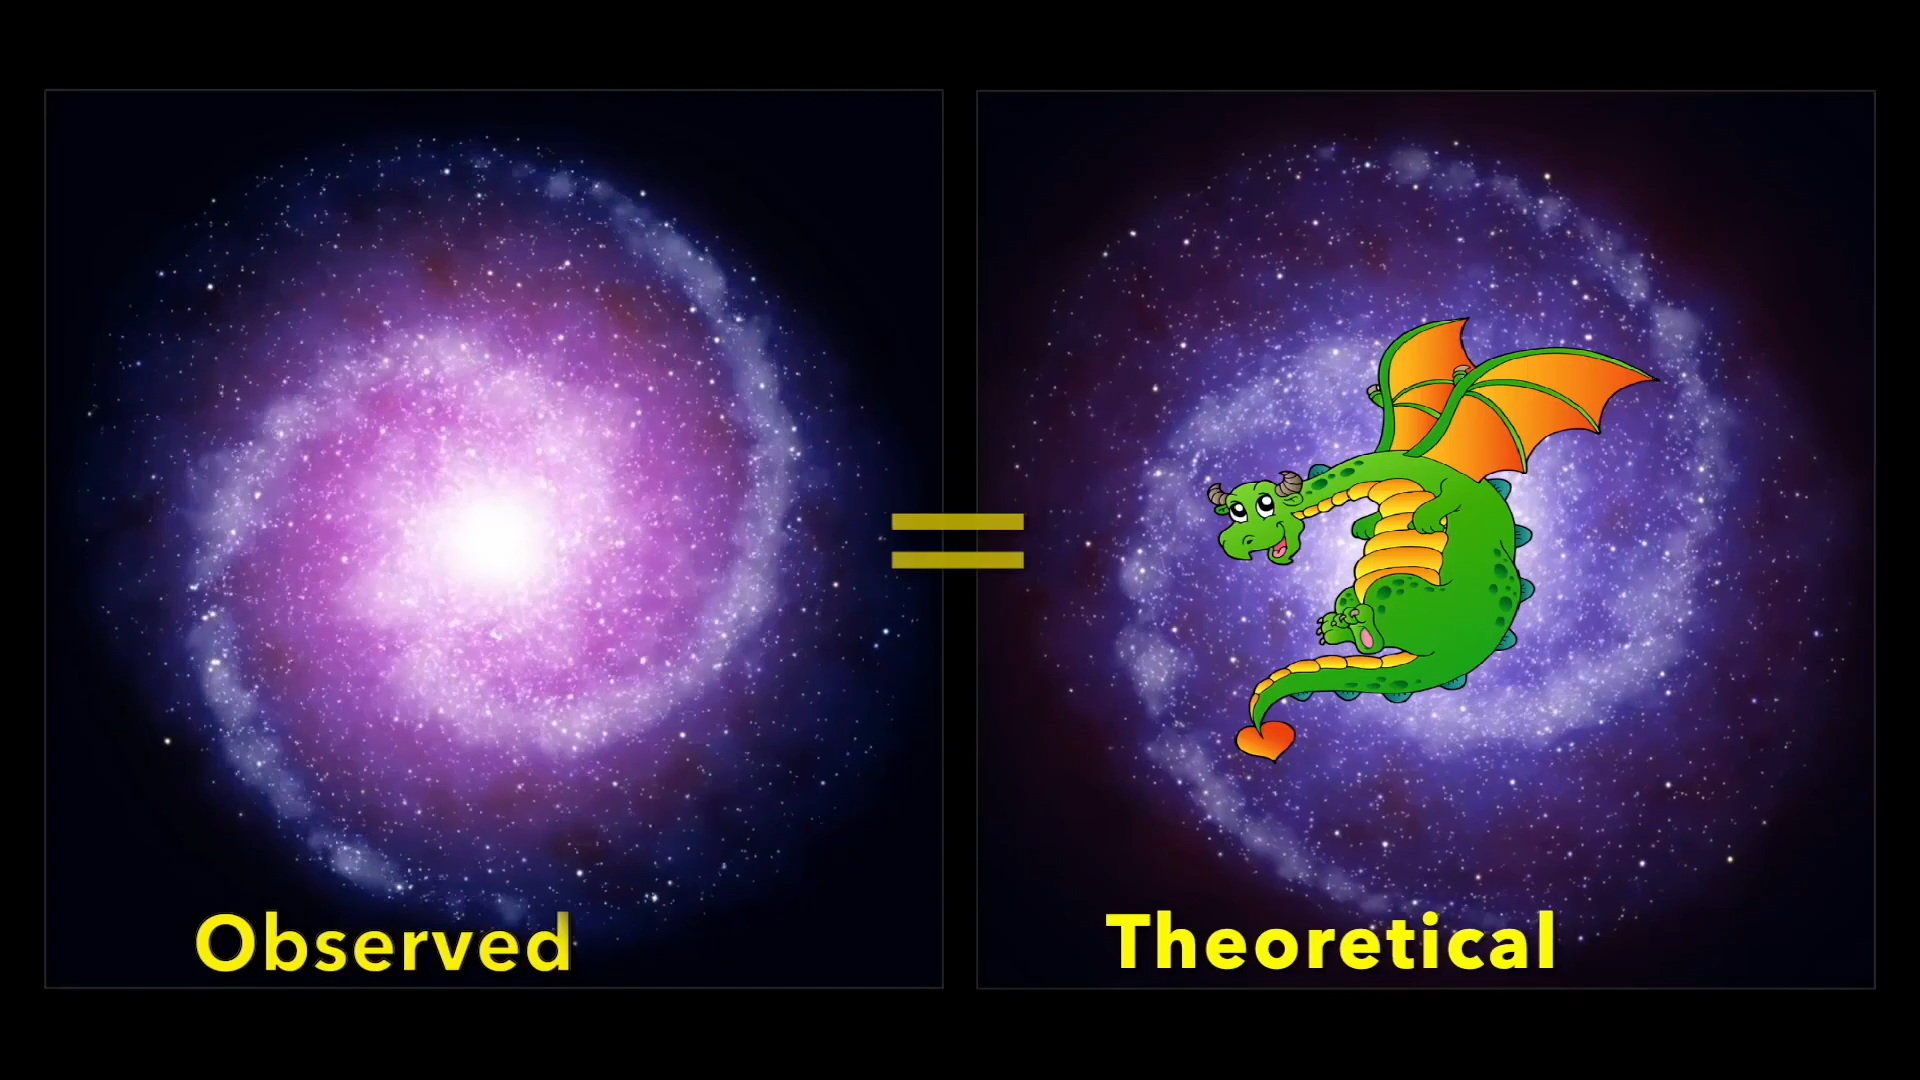 Observed
=
Theoretical